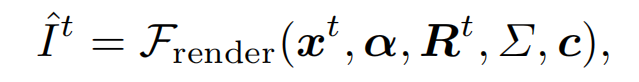 Î^t = F_render(x^t, α, R^t, Σ, c),